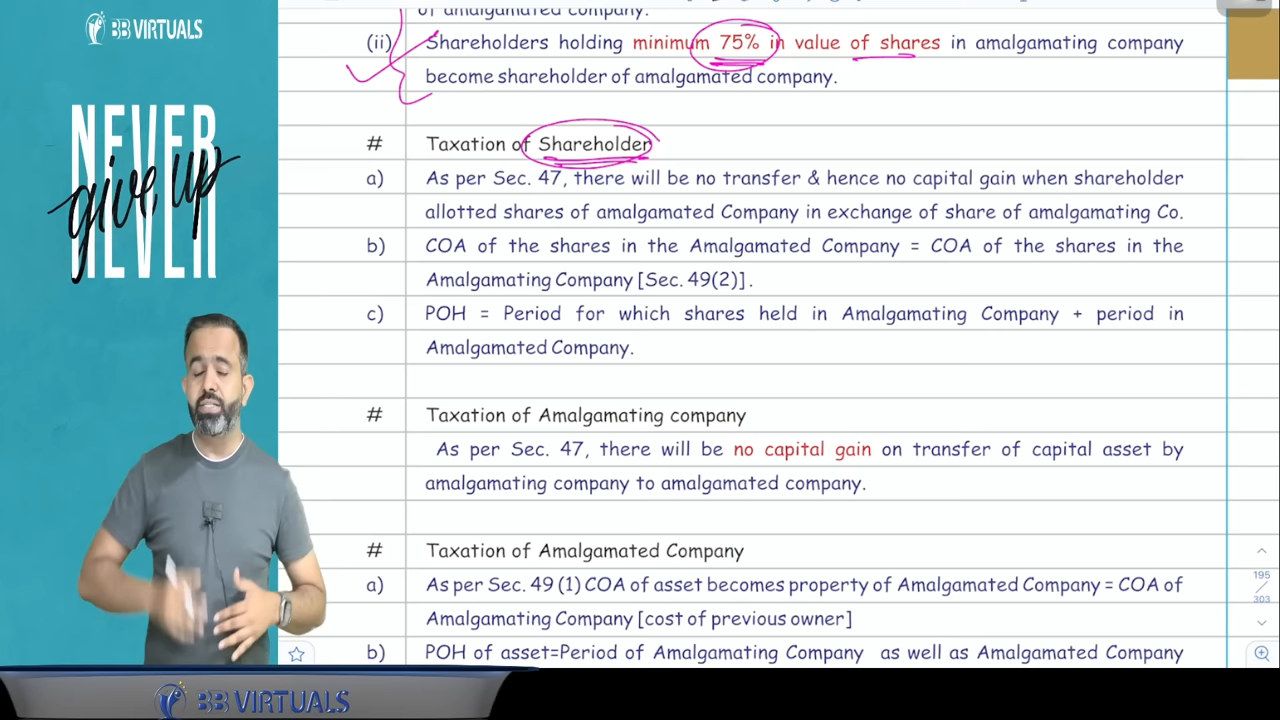 BB VIRTUALS
NEVER
give up
NEVER
of amalgamated company.
(ii) Shareholders holding minimum 75% in value of shares in amalgamating company
become shareholder of amalgamated company.
# Taxation of Shareholder
a) As per Sec. 47, there will be no transfer & hence no capital gain when shareholder
allotted shares of amalgamated Company in exchange of share of amalgamating Co.
b) COA of the shares in the Amalgamated Company = COA of the shares in the
Amalgamating Company [Sec. 49(2)].
c) POH = Period for which shares held in Amalgamating Company + period in
Amalgamated Company.
# Taxation of Amalgamating company
As per Sec. 47, there will be no capital gain on transfer of capital asset by
amalgamating company to amalgamated company.
# Taxation of Amalgamated Company
a) As per Sec. 49 (1) COA of asset becomes property of Amalgamated Company = COA of
Amalgamating Company [cost of previous owner]
b) POH of asset=Period of Amalgamating Company as well as Amalgamated Company
195
303
BB VIRTUALS